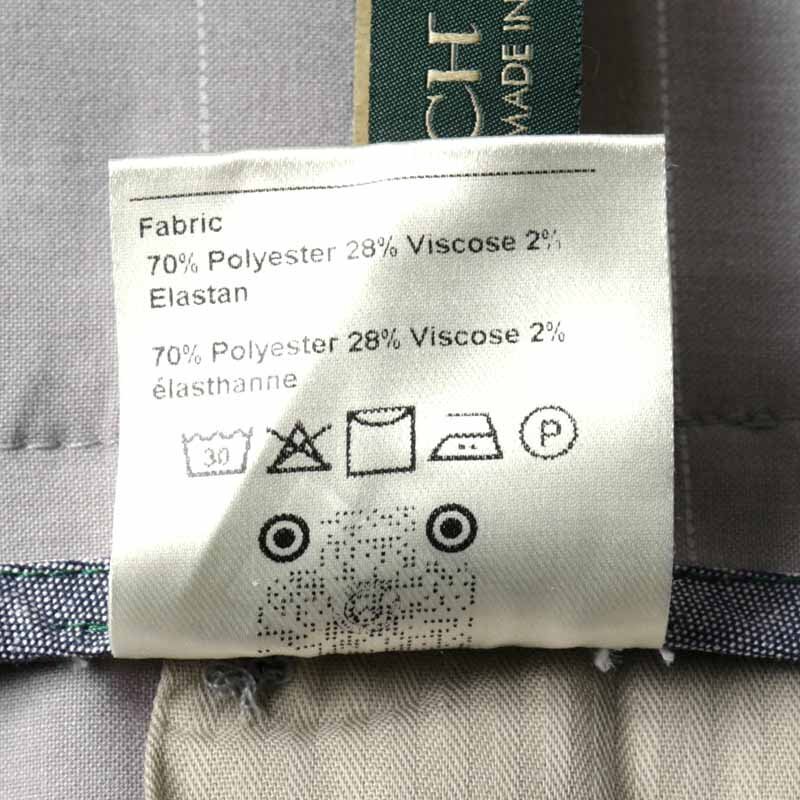 CH
MADE IN
Fabric
70% Polyester 28% Viscose 2%
Elastan
70% Polyester 28% Viscose 2%
élasthanne
30
P